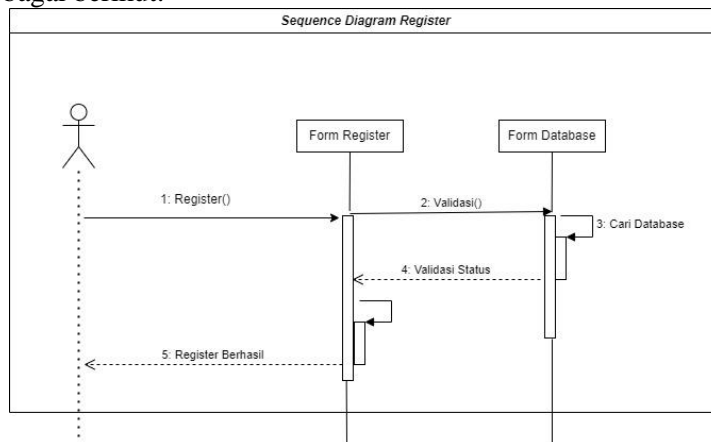 bagai berikut:
Sequence Diagram Register
Form Register
Form Database
1: Register()
2: Validasi()
3: Cari Database
4: Validasi Status
5: Register Berhasil